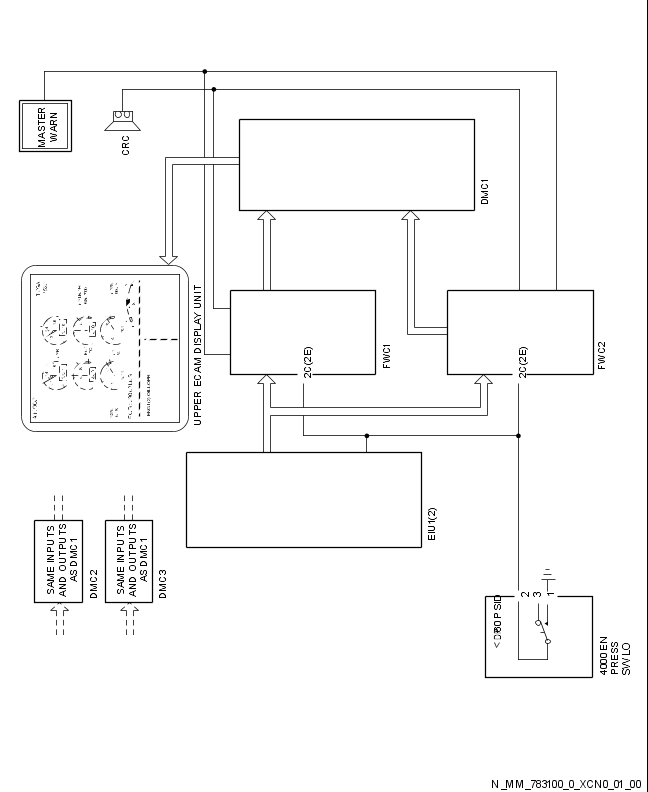 MASTER
WARN
CRC
DMC1
UPPER ECAM DISPLAY UNIT
FWC1
2C(2E)
FWC2
2C(2E)
EIU1(2)
SAME INPUTS
AND OUTPUTS
AS DMC1
DMC2
SAME INPUTS
AND OUTPUTS
AS DMC1
DMC3
2
3
1
4000EN
PRESS
SW LO
N_MM_783100_0_XCN0_01_00